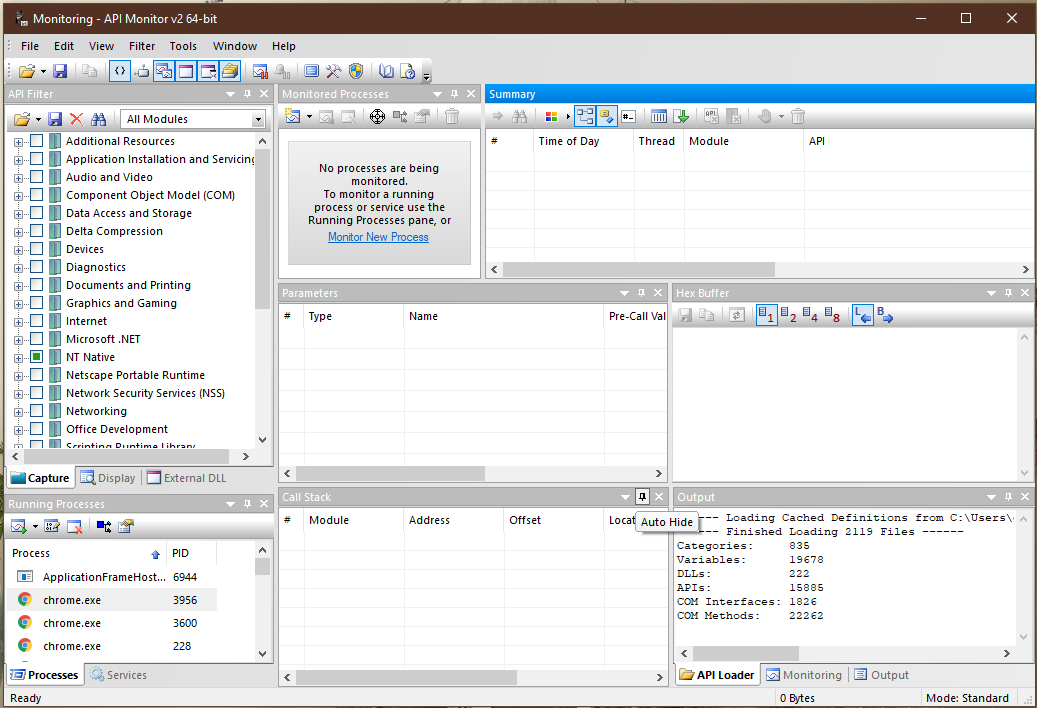 Monitoring - API Monitor v2 64-bit
File Edit View Filter Tools Window Help
API Filter
All Modules
Additional Resources
Application Installation and Servicing
Audio and Video
Component Object Model (COM)
Data Access and Storage
Delta Compression
Devices
Diagnostics
Documents and Printing
Graphics and Gaming
Internet
Microsoft .NET
NT Native
Netscape Portable Runtime
Network Security Services (NSS)
Networking
Office Development
Scripting Runtime Library
Capture Display External DLL
Monitored Processes
No processes are being
monitored.
To monitor a running
process or service use the
Running Processes pane, or
Monitor New Process
Summary
# Time of Day Thread Module API
Parameters
# Type Name Pre-Call Val
Hex Buffer
1 2 4 8 L B
Running Processes
Process PID
ApplicationFrameHost... 6944
chrome.exe 3956
chrome.exe 3600
chrome.exe 228
Processes Services
Call Stack
# Module Address Offset Locat
Auto Hide
Output
---- Loading Cached Definitions from C:\Users\
---- Finished Loading 2119 Files ------
Categories: 835
Variables: 19678
DLLs: 222
APIs: 15885
COM Interfaces: 1826
COM Methods: 22262
API Loader Monitoring Output
Ready 0 Bytes Mode: Standard